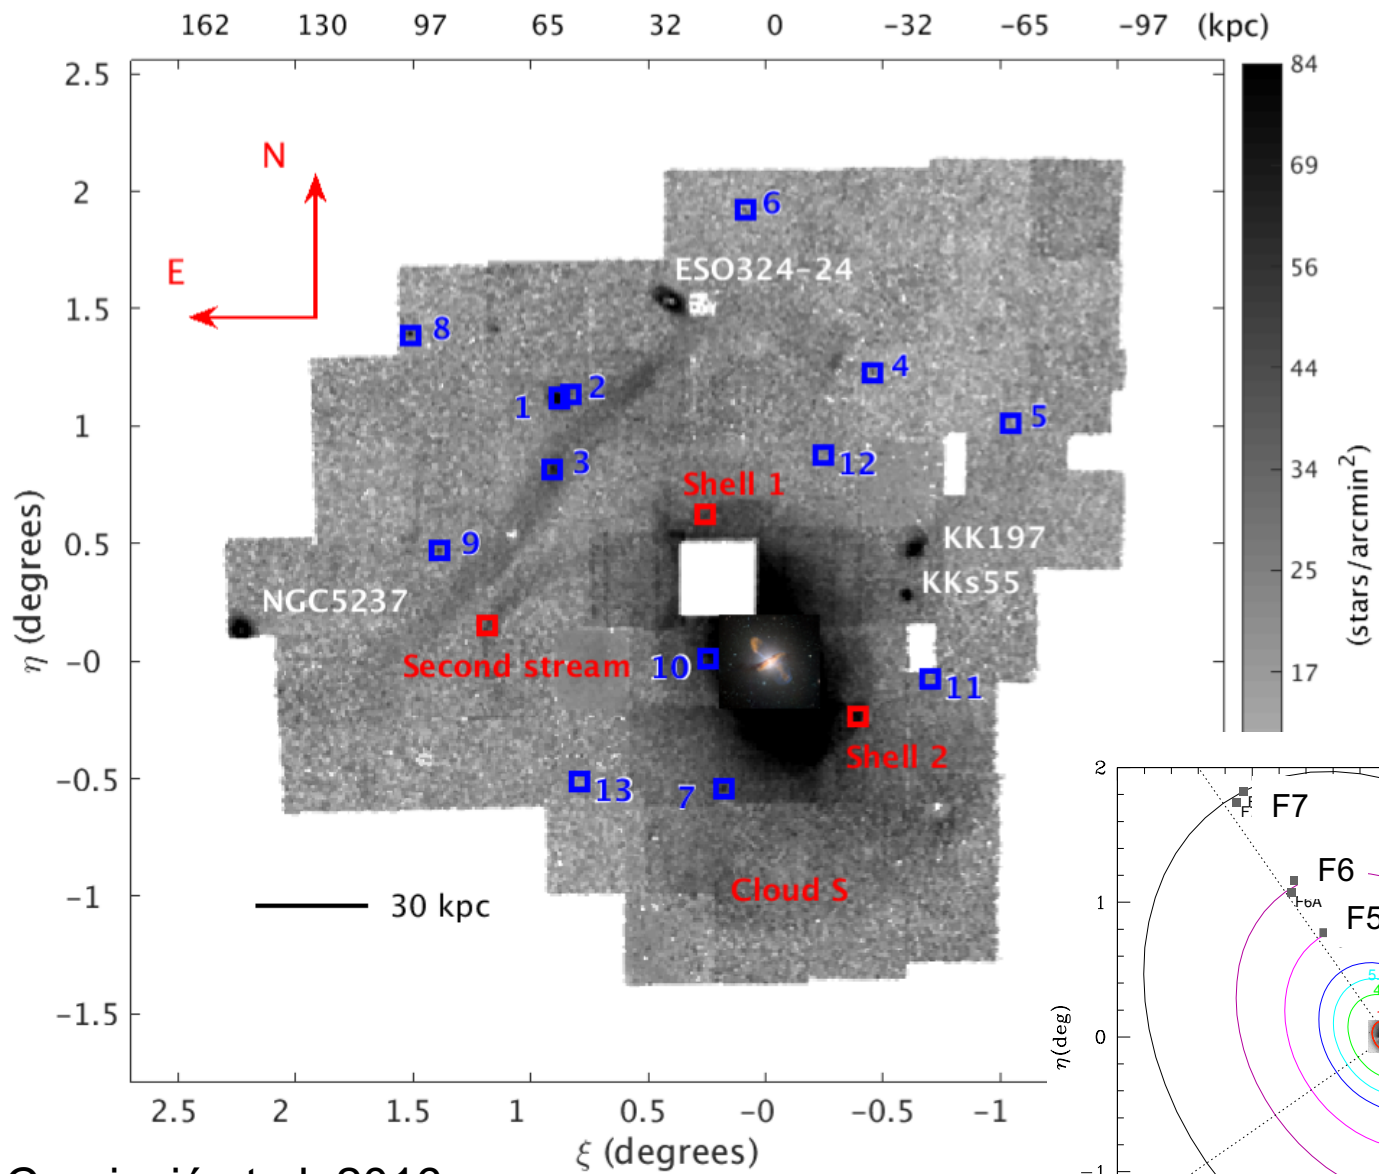 162 130 97 65 32 0 −32 −65 −97 (kpc)
2.5
2
1.5
1
0.5
−0
−0.5
−1
−1.5
η (degrees)
N
E
6
ESO324−24
8
1
2
4
5
3
12
Shell 1
9
KK197
KKs55
NGC5237
Second stream
10
11
Shell 2
13
7
Cloud S
30 kpc
2.5 2 1.5 1 0.5 −0 −0.5 −1
ξ (degrees)
84
69
56
44
34
25
17
(stars/arcmin²)
2
1
0
−1
η(deg)
F7
F6
F6A
F5
5
4